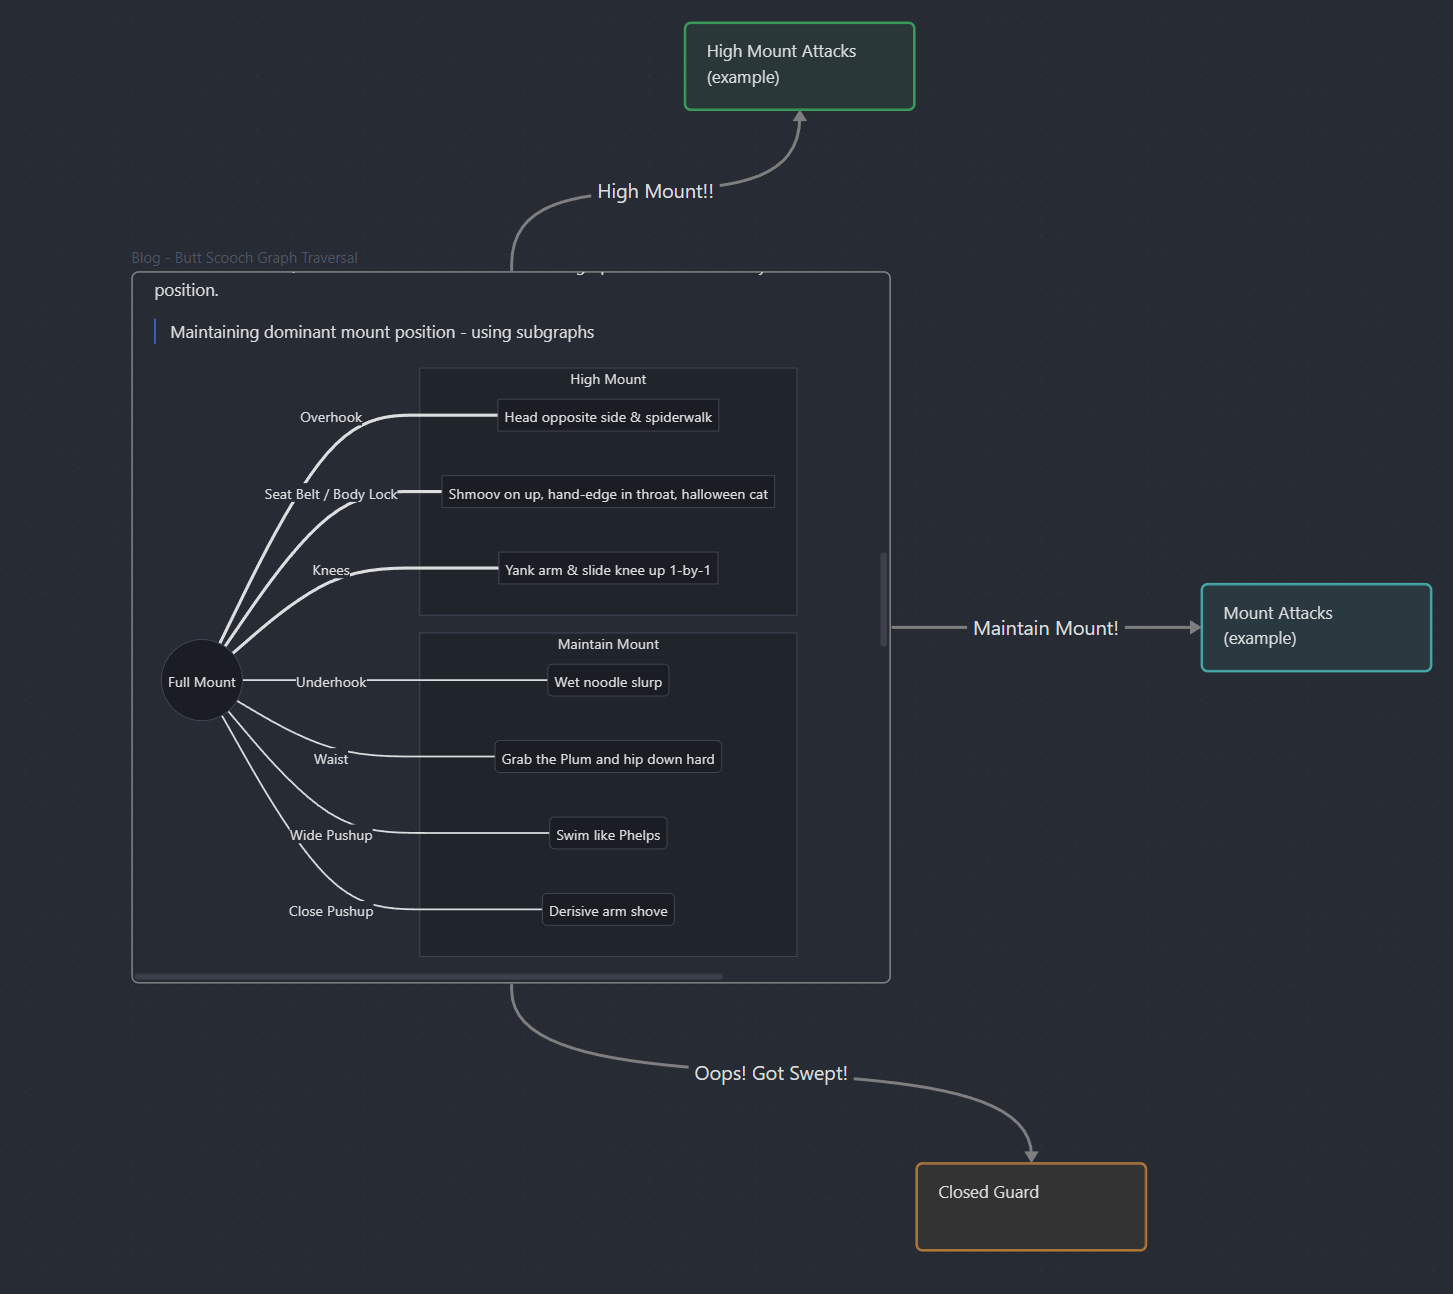 High Mount Attacks
(example)
High Mount!!
Blog - Butt Scooch Graph Traversal
position.
Maintaining dominant mount position - using subgraphs
High Mount
Overhook
Head opposite side & spiderwalk
Seat Belt / Body Lock
Shmoov on up, hand-edge in throat, halloween cat
Knees
Yank arm & slide knee up 1-by-1
Maintain Mount
Full Mount
Underhook
Wet noodle slurp
Waist
Grab the Plum and hip down hard
Wide Pushup
Swim like Phelps
Close Pushup
Derisive arm shove
Maintain Mount!
Mount Attacks
(example)
Oops! Got Swept!
Closed Guard